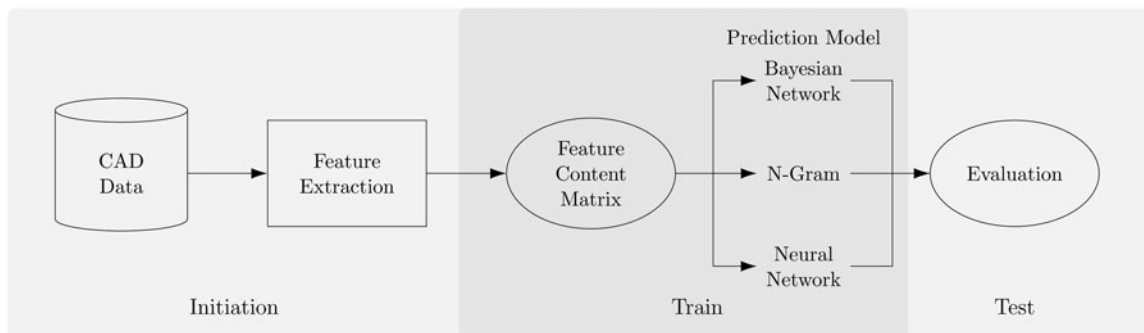 Prediction Model
CAD
Data
Feature
Extraction
Feature
Content
Matrix
Bayesian
Network
N-Gram
Neural
Network
Evaluation
Initiation
Train
Test